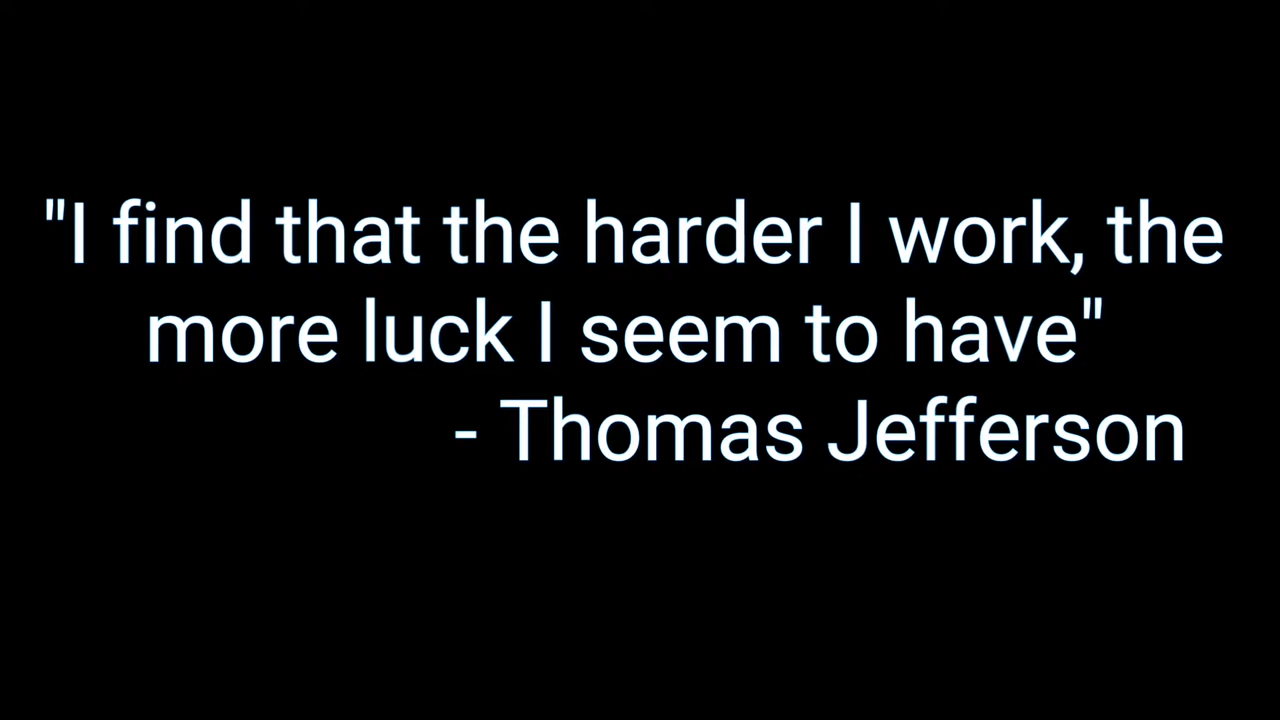 "I find that the harder I work, the
more luck I seem to have"
- Thomas Jefferson